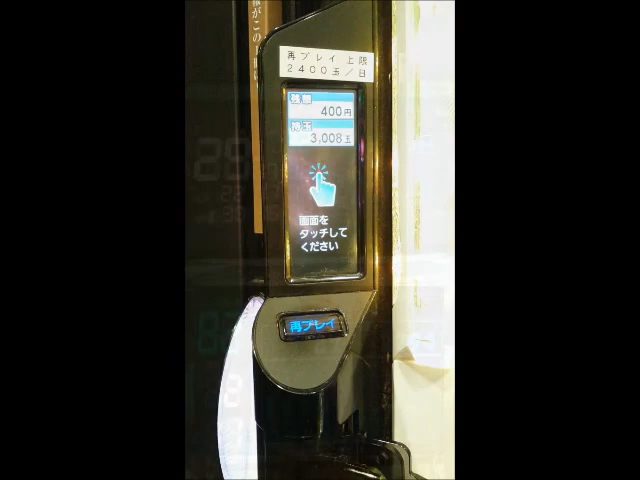 再プレイ 上限
2400玉/日
残高
400円
持玉
3,008玉
画面を
タッチして
ください
再プレイ